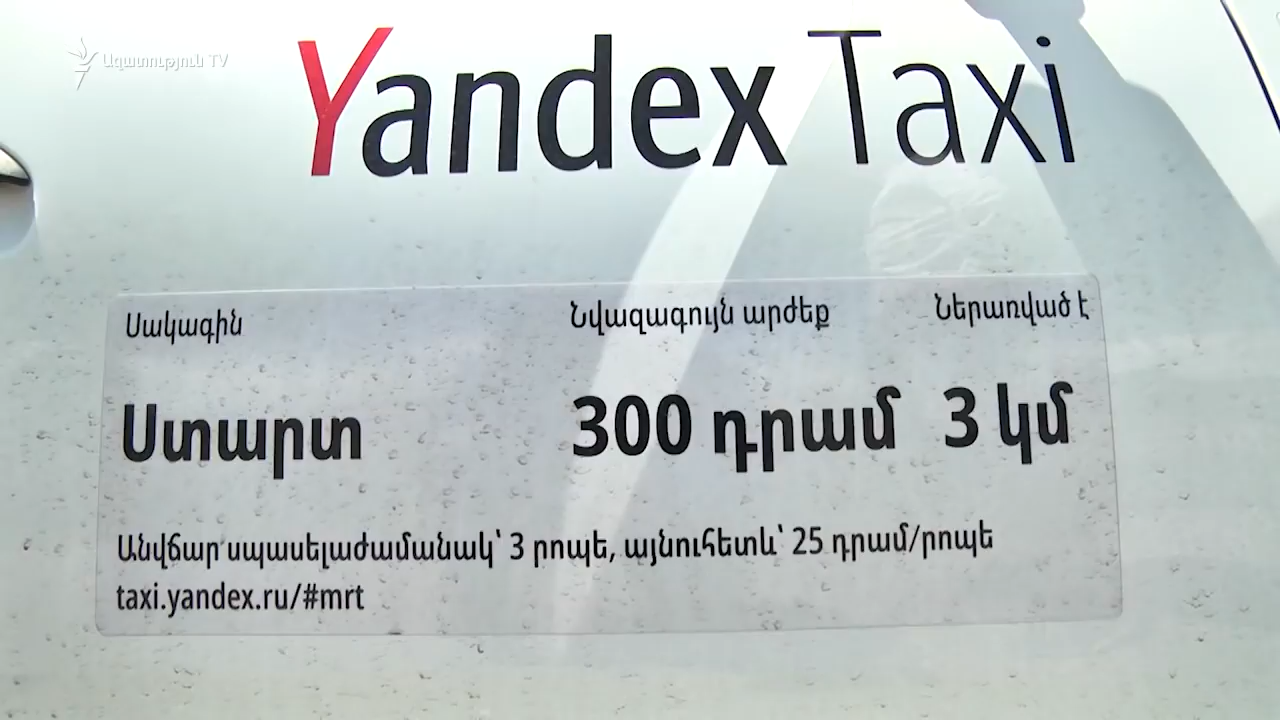 Ազատություն TV
Yandex Taxi
Սակագին Նվազագույն արժեք Ներառված է
Ստարտ 300 դրամ 3 կմ
Անվճար սպասելաժամանակ՝ 3 րոպե, այնուհետև՝ 25 դրամ/րոպե
taxi.yandex.ru/#mrt